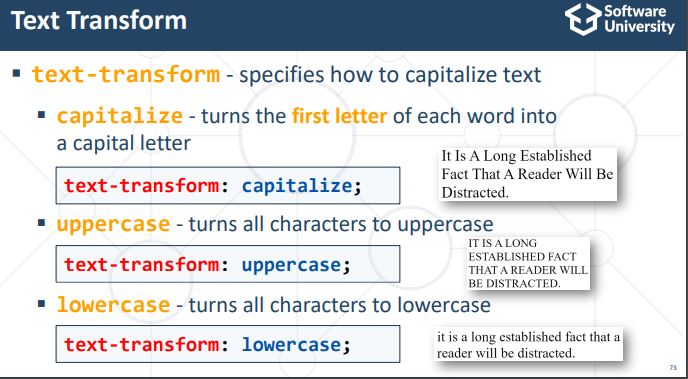 Text Transform
Software
University
▪ text-transform - specifies how to capitalize text
▪ capitalize - turns the first letter of each word into
a capital letter
text-transform: capitalize;
It Is A Long Established
Fact That A Reader Will Be
Distracted.
▪ uppercase - turns all characters to uppercase
text-transform: uppercase;
IT IS A LONG
ESTABLISHED FACT
THAT A READER WILL
BE DISTRACTED.
▪ lowercase - turns all characters to lowercase
text-transform: lowercase;
it is a long established fact that a
reader will be distracted.
73